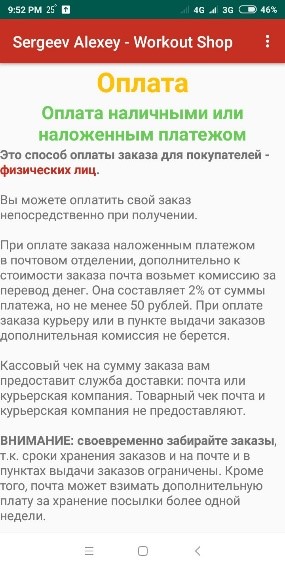 9:52 PM 25° 4G 3G 46%
Sergeev Alexey - Workout Shop
Оплата
Оплата наличными или
наложенным платежом
Это способ оплаты заказа для покупателей -
физических лиц.
Вы можете оплатить свой заказ
непосредственно при получении.
При оплате заказа наложенным платежом
в почтовом отделении, дополнительно к
стоимости заказа почта возьмет комиссию за
перевод денег. Она составляет 2% от суммы
платежа, но не менее 50 рублей. При оплате
заказа курьеру или в пункте выдачи заказов
дополнительная комиссия не берется.
Кассовый чек на сумму заказа вам
предоставит служба доставки: почта или
курьерская компания. Товарный чек почта и
курьерская компания не предоставляют.
ВНИМАНИЕ: своевременно забирайте заказы,
т.к. сроки хранения заказов и на почте и в
пунктах выдачи заказов ограничены. Кроме
того, почта может взимать дополнительную
плату за хранение посылки более одной
недели.